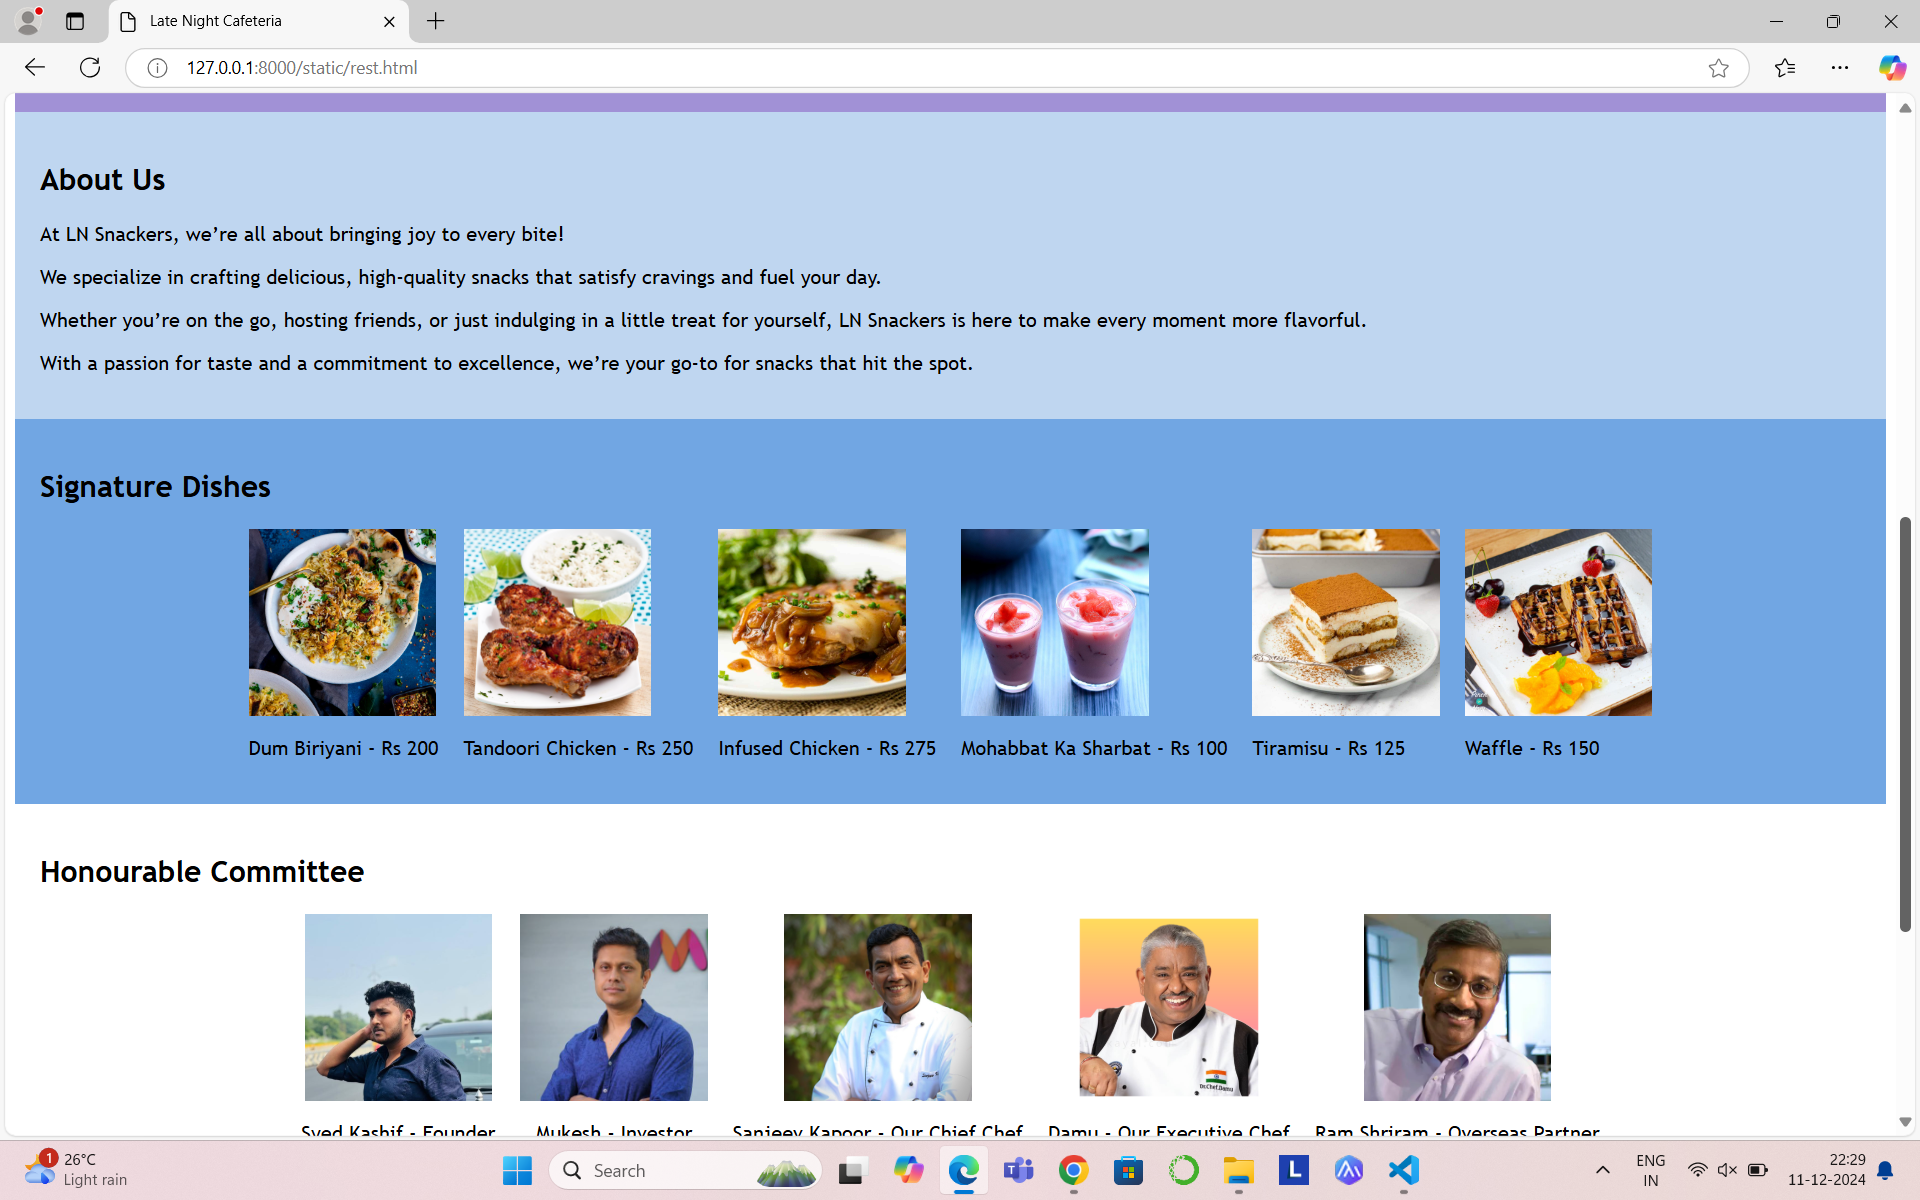 Late Night Cafeteria
127.0.0.1:8000/static/rest.html
About Us
At LN Snackers, we’re all about bringing joy to every bite!
We specialize in crafting delicious, high-quality snacks that satisfy cravings and fuel your day.
Whether you’re on the go, hosting friends, or just indulging in a little treat for yourself, LN Snackers is here to make every moment more flavorful.
With a passion for taste and a commitment to excellence, we’re your go-to for snacks that hit the spot.
Signature Dishes
Dum Biriyani - Rs 200
Tandoori Chicken - Rs 250
Infused Chicken - Rs 275
Mohabbat Ka Sharbat - Rs 100
Tiramisu - Rs 125
Waffle - Rs 150
Honourable Committee
Dr.Chef.Damu
Syed Kashif - Founder
Mukesh - Investor
Sanjeev Kapoor - Our Chief Chef
Damu - Our Executive Chef
Ram Shriram - Overseas Partner
1
26°C
Light rain
Search
L
ENG
IN
22:29
11-12-2024